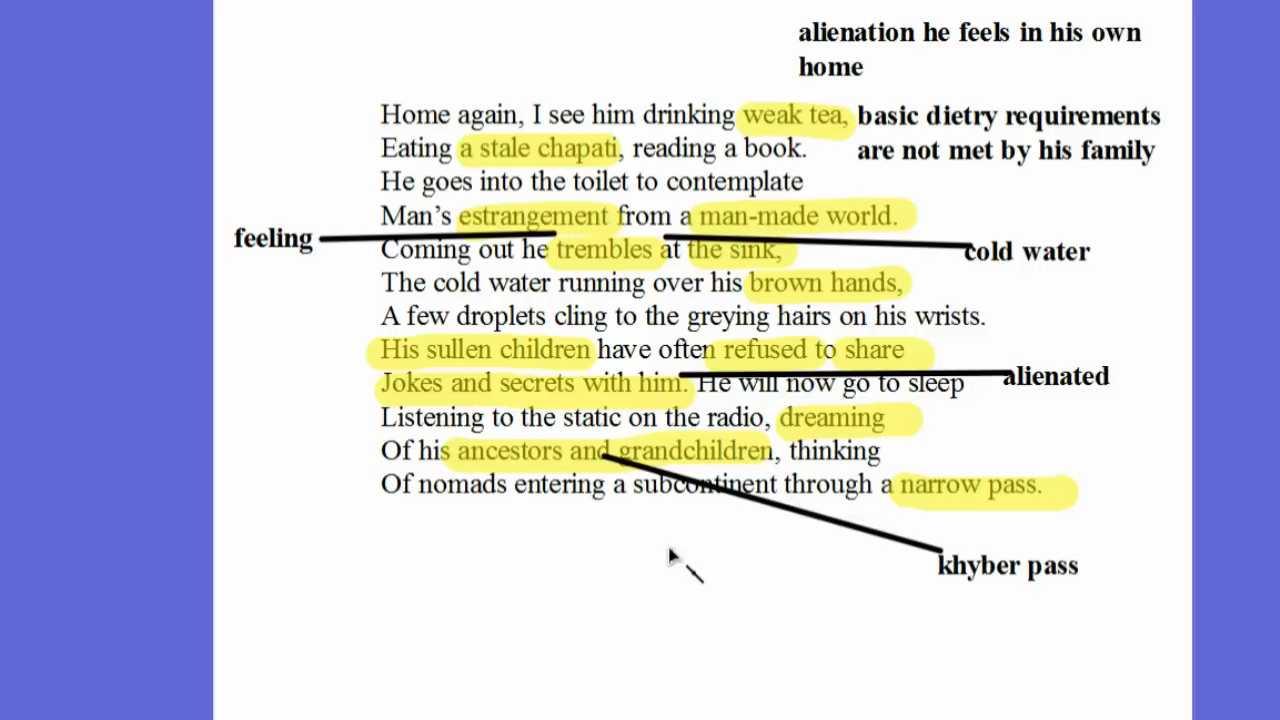 alienation he feels in his own
home
Home again, I see him drinking weak tea, basic dietry requirements
Eating a stale chapati, reading a book. are not met by his family
He goes into the toilet to contemplate
Man’s estrangement from a man-made world.
feeling
Coming out he trembles at the sink, cold water
The cold water running over his brown hands,
A few droplets cling to the greying hairs on his wrists.
His sullen children have often refused to share
Jokes and secrets with him. He will now go to sleep alienated
Listening to the static on the radio, dreaming
Of his ancestors and grandchildren, thinking
Of nomads entering a subcontinent through a narrow pass.
khyber pass